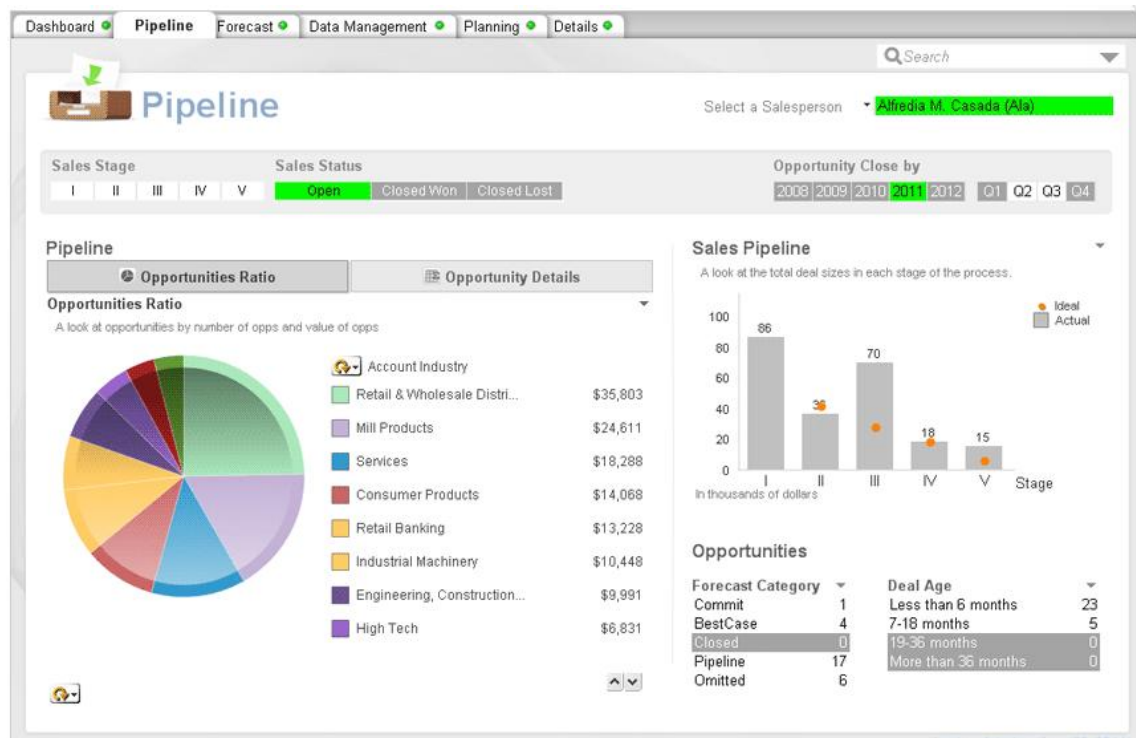 Dashboard Pipeline Forecast Data Management Planning Details
Search
Pipeline
Select a Salesperson Alfredia M. Casada (Ala)
Sales Stage Sales Status Opportunity Close by
I II III IV V Open Closed Won Closed Lost 2008 2009 2010 2011 2012 Q1 Q2 Q3 Q4
Pipeline
Opportunities Ratio Opportunity Details
Opportunities Ratio
A look at opportunities by number of opps and value of opps
Account Industry
Retail & Wholesale Distri... $35,803
Mill Products $24,611
Services $18,288
Consumer Products $14,068
Retail Banking $13,228
Industrial Machinery $10,448
Engineering, Construction... $9,991
High Tech $6,831
Sales Pipeline
A look at the total deal sizes in each stage of the process.
Ideal
Actual
100
80
60
40
20
0
86
70
18
15
I II III IV V Stage
In thousands of dollars
Opportunities
Forecast Category
Commit 1
BestCase 4
Closed 0
Pipeline 17
Omitted 6
Deal Age
Less than 6 months 23
7-18 months 5
19-36 months 0
More than 36 months 0